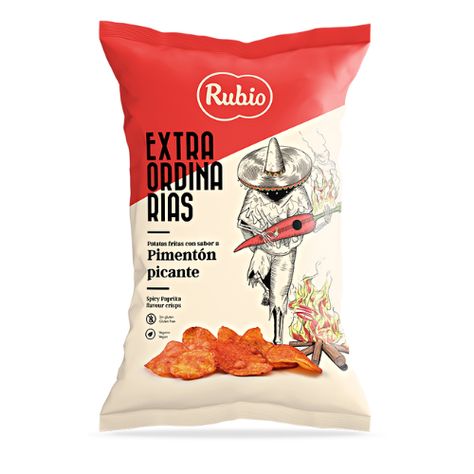 Rubio
EXTRA
ORDINA
RIAS
Patatas fritas con sabor a
Pimentón
picante
Spicy Paprika
flavour crisps
Sin gluten
Gluten Free
Vegano
Vegan